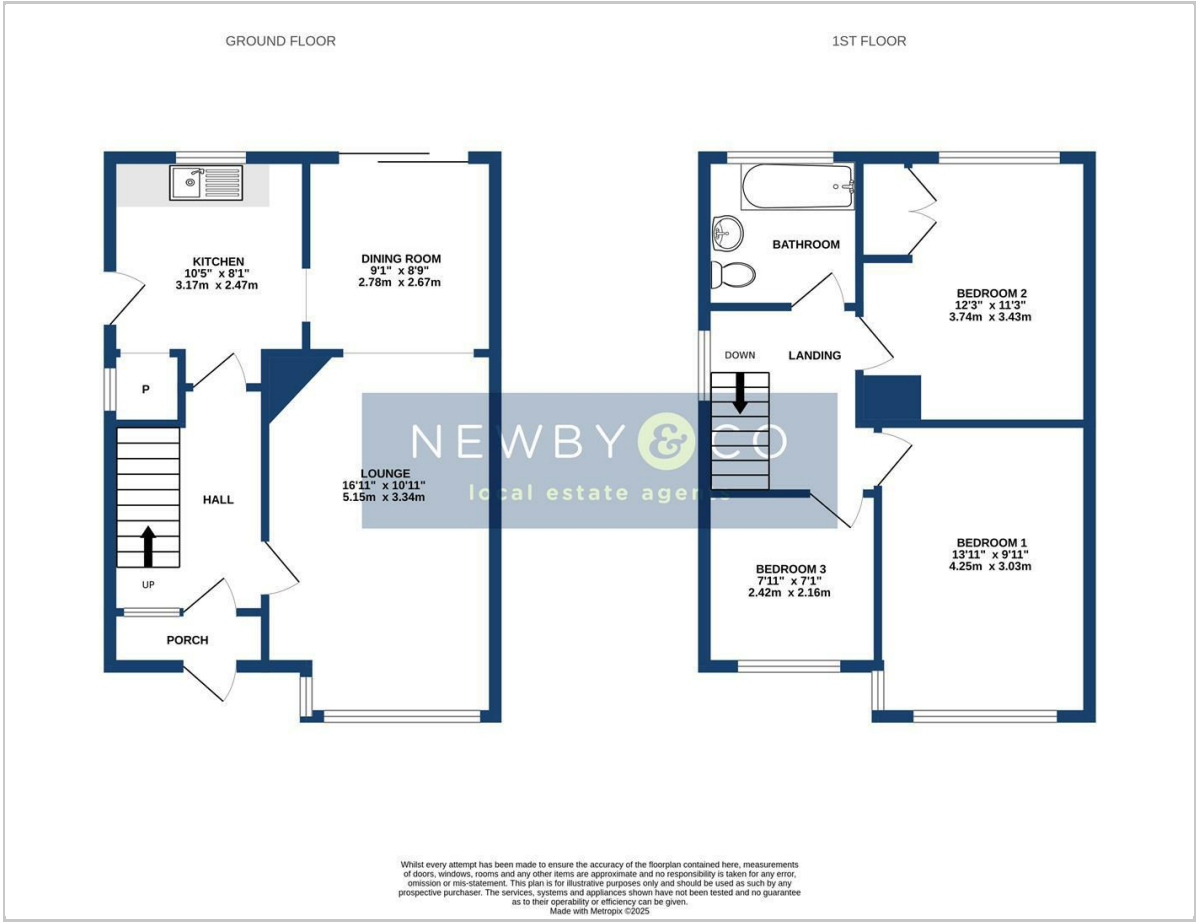 GROUND FLOOR
1ST FLOOR
KITCHEN
10'5" x 8'1"
3.17m x 2.47m
DINING ROOM
9'1" x 8'9"
2.78m x 2.67m
P
LOUNGE
16'11" x 10'11"
5.15m x 3.34m
HALL
UP
PORCH
BATHROOM
BEDROOM 2
12'3" x 11'3"
3.74m x 3.43m
DOWN
LANDING
BEDROOM 1
13'11" x 9'11"
4.25m x 3.03m
BEDROOM 3
7'11" x 7'1"
2.42m x 2.16m
NEWBY & CO
local estate agents
Whilst every attempt has been made to ensure the accuracy of the floorplan contained here, measurements
of doors, windows, rooms and any other items are approximate and no responsibility is taken for any error,
omission or mis-statement. This plan is for illustrative purposes only and should be used as such by any
prospective purchaser. The services, systems and appliances shown have not been tested and no guarantee
as to their operability or efficiency can be given.
Made with Metropix ©2025